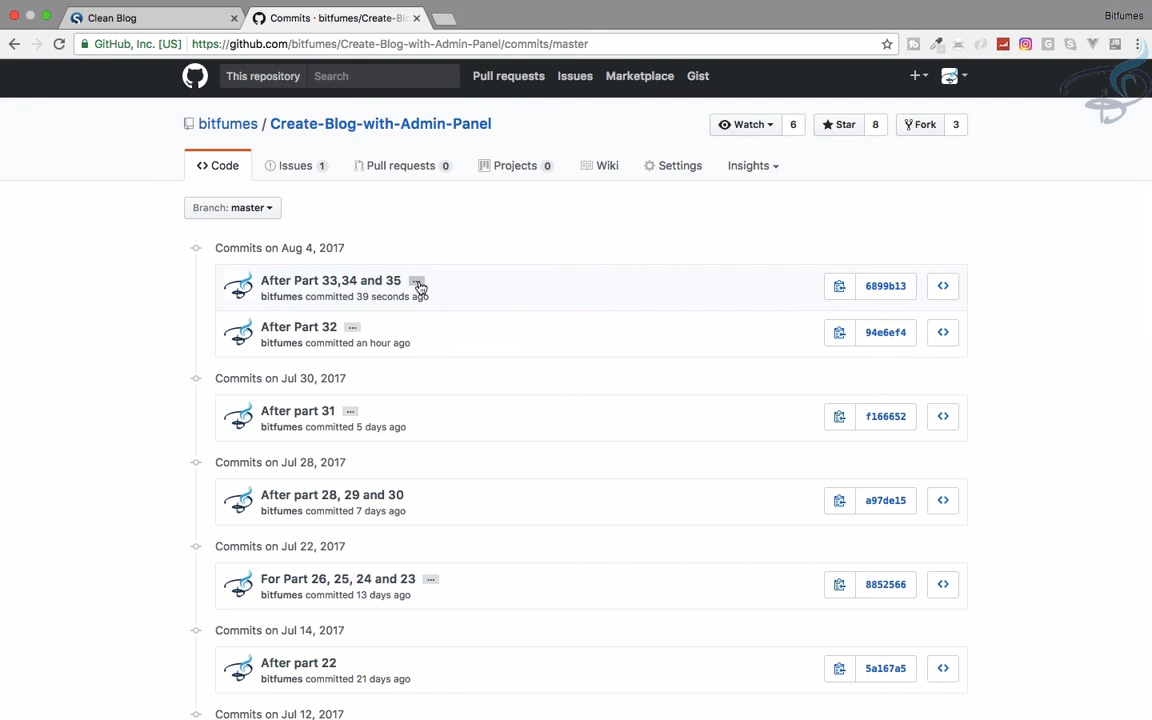 Clean Blog
Commits · bitfumes/Create-Bl
Bitfumes
GitHub, Inc. [US] https://github.com/bitfumes/Create-Blog-with-Admin-Panel/commits/master
This repository Search Pull requests Issues Marketplace Gist
bitfumes / Create-Blog-with-Admin-Panel
Watch 6 Star 8 Fork 3
Code Issues 1 Pull requests 0 Projects 0 Wiki Settings Insights
Branch: master
Commits on Aug 4, 2017
After Part 33,34 and 35 …
6899b13
bitfumes committed 39 seconds ago
After Part 32 …
94e6ef4
bitfumes committed an hour ago
Commits on Jul 30, 2017
After part 31 …
f166652
bitfumes committed 5 days ago
Commits on Jul 28, 2017
After part 28, 29 and 30
a97de15
bitfumes committed 7 days ago
Commits on Jul 22, 2017
For Part 26, 25, 24 and 23 …
8852566
bitfumes committed 13 days ago
Commits on Jul 14, 2017
After part 22
5a167a5
bitfumes committed 21 days ago
Commits on Jul 12, 2017